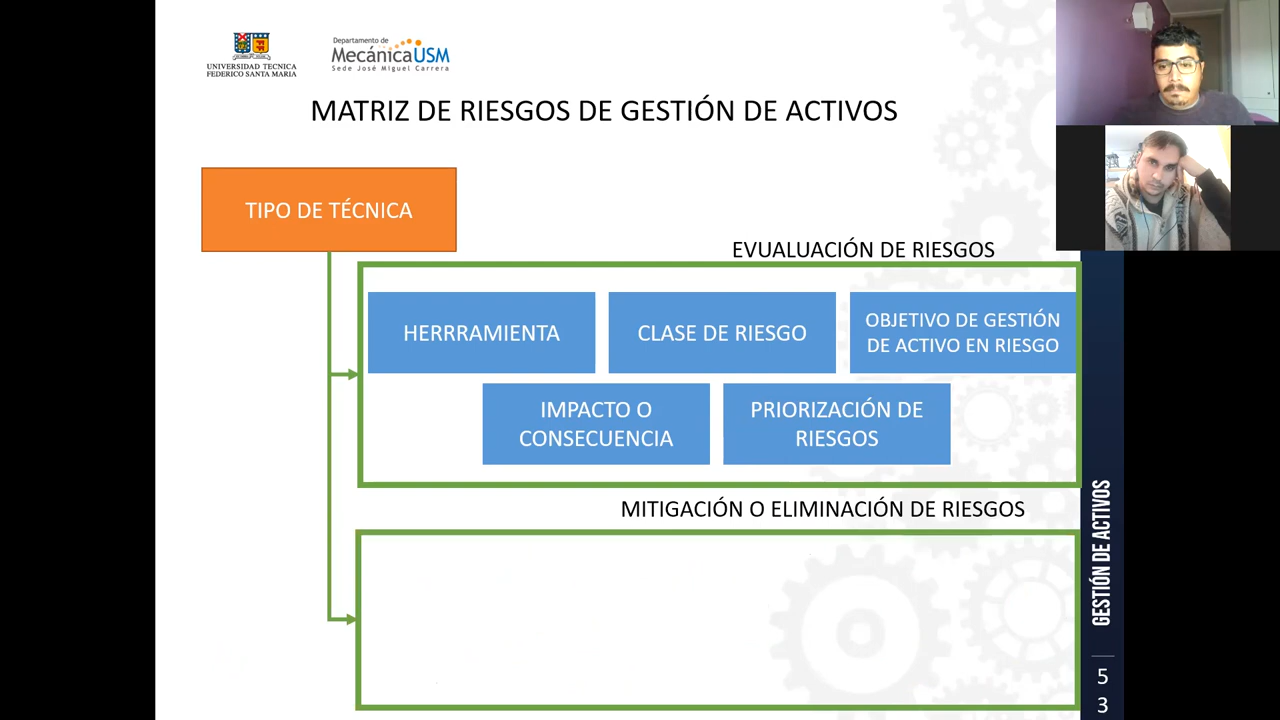 UNIVERSIDAD TECNICA
FEDERICO SANTA MARIA
Departamento de
MecánicaUSM
Sede José Miguel Carrera
MATRIZ DE RIESGOS DE GESTIÓN DE ACTIVOS
TIPO DE TÉCNICA
EVUALUACIÓN DE RIESGOS
HERRRAMIENTA
CLASE DE RIESGO
OBJETIVO DE GESTIÓN
DE ACTIVO EN RIESGO
IMPACTO O
CONSECUENCIA
PRIORIZACIÓN DE
RIESGOS
MITIGACIÓN O ELIMINACIÓN DE RIESGOS
GESTIÓN DE ACTIVOS
5
3